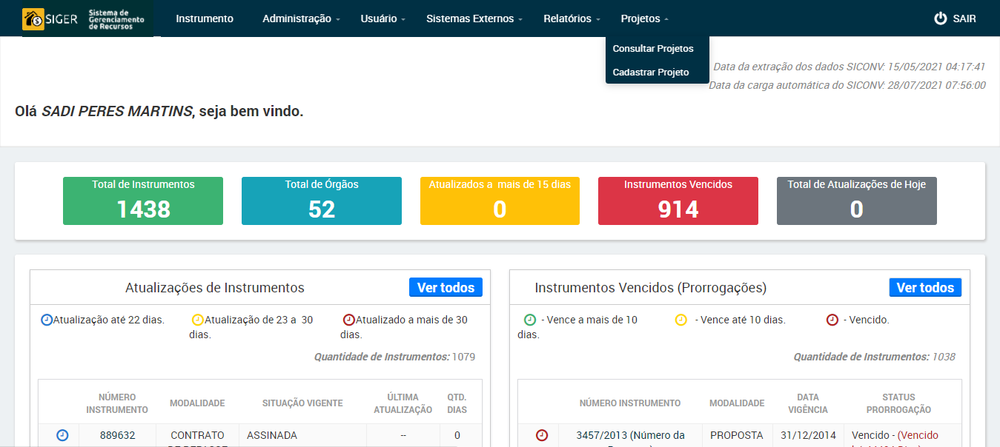 SIGER Sistema de Gerenciamento de Recursos
Instrumento Administração Usuário Sistemas Externos Relatórios Projetos SAIR
Consultar Projetos
Cadastrar Projeto
Data da extração dos dados SICONV: 15/05/2021 04:17:41
Data da carga automática do SICONV: 28/07/2021 07:56:00
Olá SADI PERES MARTINS, seja bem vindo.
Total de Instrumentos
1438
Total de Órgãos
52
Atualizados a mais de 15 dias
0
Instrumentos Vencidos
914
Total de Atualizações de Hoje
0
Atualizações de Instrumentos Ver todos
Atualização até 22 dias.
Atualização de 23 a 30 dias.
Atualizado a mais de 30 dias.
Quantidade de Instrumentos: 1079
NÚMERO INSTRUMENTO MODALIDADE SITUAÇÃO VIGENTE ÚLTIMA ATUALIZAÇÃO QTD. DIAS
889632 CONTRATO ASSINADA -- 0
Instrumentos Vencidos (Prorrogações) Ver todos
- Vence a mais de 10 dias.
- Vence até 10 dias.
- Vencido.
Quantidade de Instrumentos: 1038
NÚMERO INSTRUMENTO MODALIDADE DATA VIGÊNCIA STATUS PRORROGAÇÃO
3457/2013 (Número da PROPOSTA 31/12/2014 Vencido - (Vencido